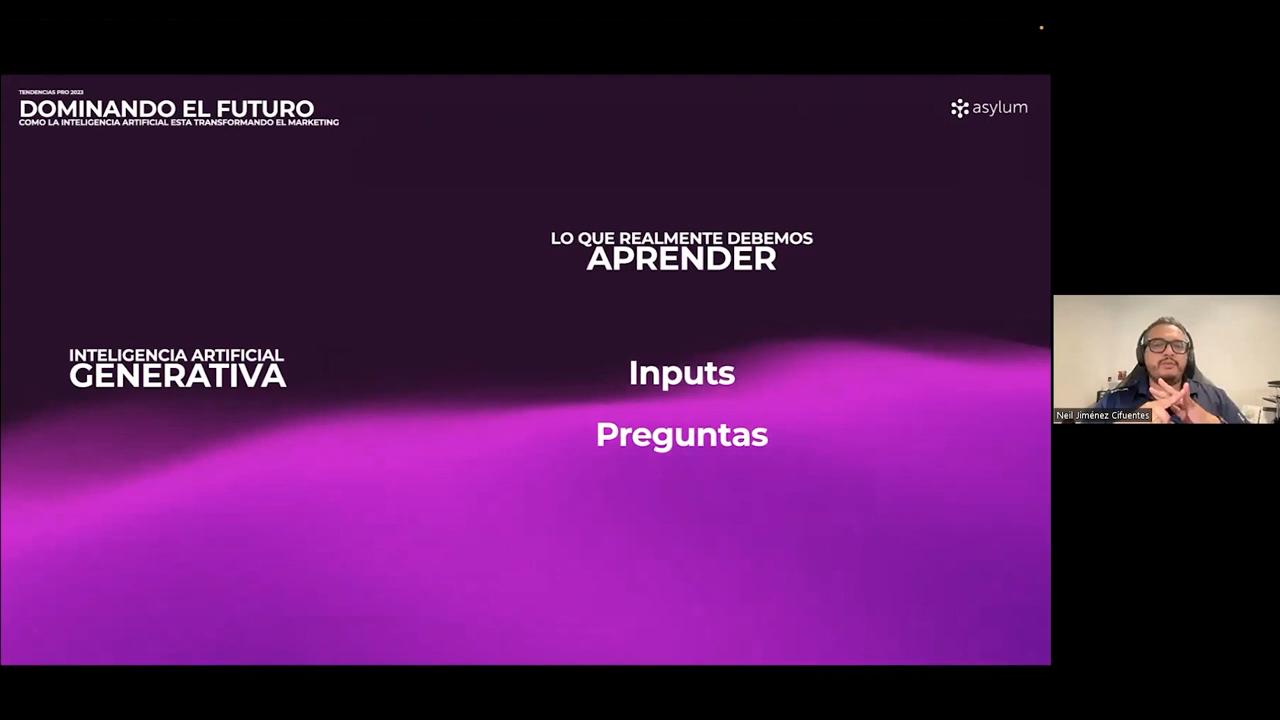 TENDENCIAS PRO 2023
DOMINANDO EL FUTURO
COMO LA INTELIGENCIA ARTIFICIAL ESTA TRANSFORMANDO EL MARKETING
asylum
LO QUE REALMENTE DEBEMOS
APRENDER
INTELIGENCIA ARTIFICIAL
GENERATIVA
Inputs
Preguntas
Neil Jiménez Cifuentes